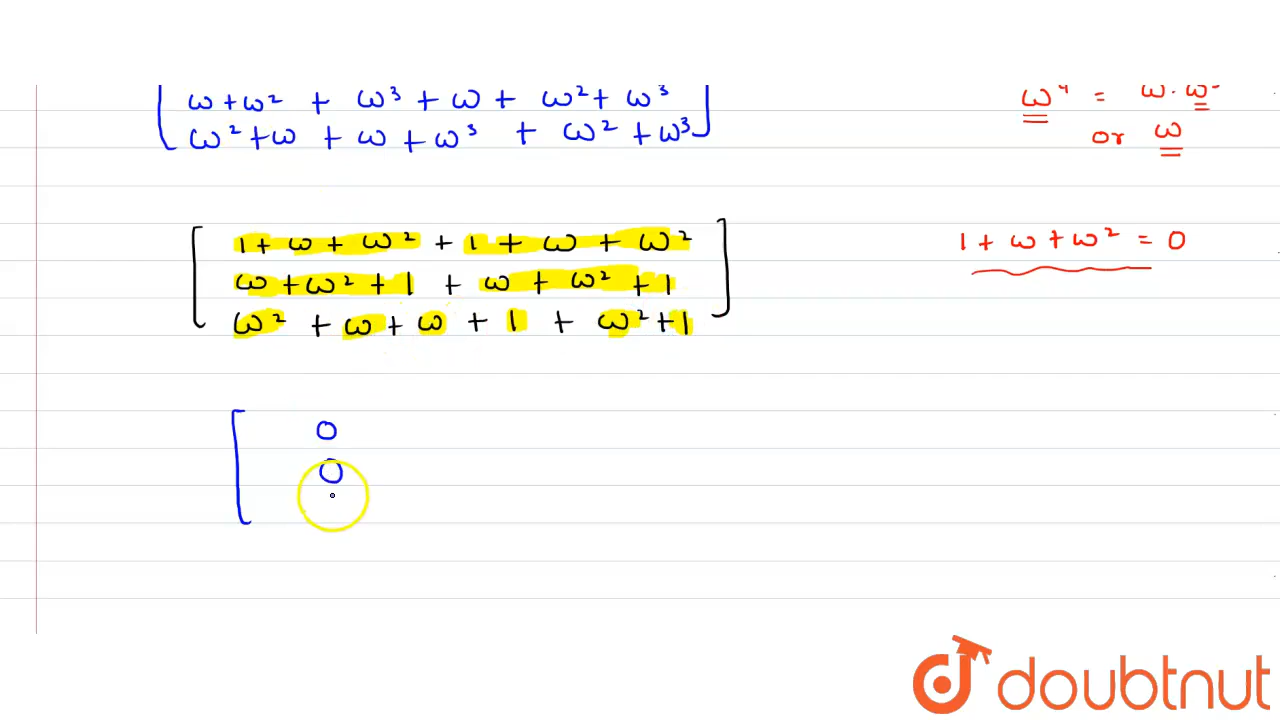 ω + ω² + ω³ + ω + ω² + ω³
ω² + ω + ω + ω³ + ω² + ω³
ω⁴ = ω · ω³
or ω
1 + ω + ω² + 1 + ω + ω²
ω + ω² + 1 + ω + ω² + 1
ω² + ω + ω + 1 + ω² + 1
1 + ω + ω² = 0
0
0
doubtnut